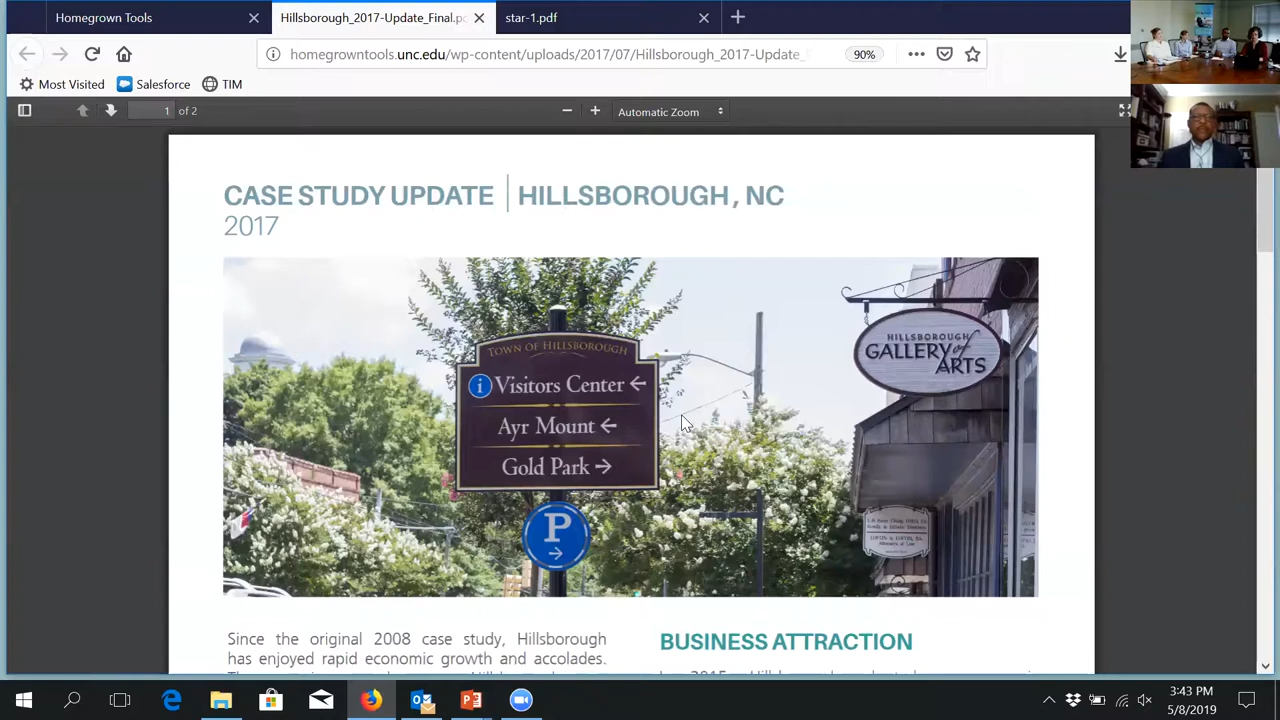 Homegrown Tools
Hillsborough_2017-Update_Final.pc
star-1.pdf
homegrowntools.unc.edu/wp-content/uploads/2017/07/Hillsborough_2017-Update_
90%
Most Visited
Salesforce
TIM
1 of 2
Automatic Zoom
CASE STUDY UPDATE | HILLSBOROUGH, NC
2017
TOWN OF HILLSBOROUGH
i Visitors Center ←
Ayr Mount ←
Gold Park →
P
→
HILLSBOROUGH
GALLERY of
ARTS
Since the original 2008 case study, Hillsborough
has enjoyed rapid economic growth and accolades.
BUSINESS ATTRACTION
3:43 PM
5/8/2019